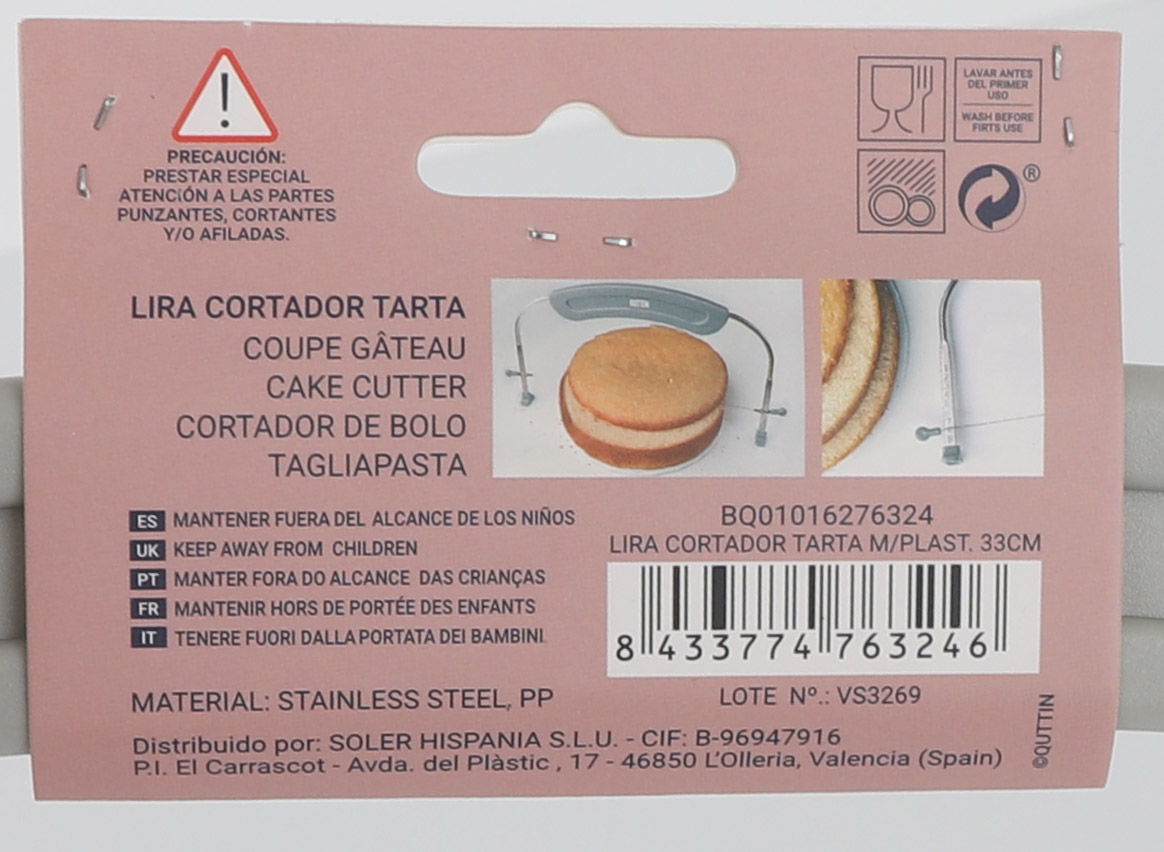 PRECAUCIÓN:
PRESTAR ESPECIAL
ATENCIÓN A LAS PARTES
PUNZANTES, CORTANTES
Y/O AFILADAS.
LAVAR ANTES
DEL PRIMER
USO
WASH BEFORE
FIRTS USE
®
LIRA CORTADOR TARTA
COUPE GÂTEAU
CAKE CUTTER
CORTADOR DE BOLO
TAGLIAPASTA
ES MANTENER FUERA DEL ALCANCE DE LOS NIÑOS
UK KEEP AWAY FROM CHILDREN
PT MANTER FORA DO ALCANCE DAS CRIANÇAS
FR MANTENIR HORS DE PORTÉE DES ENFANTS
IT TENERE FUORI DALLA PORTATA DEI BAMBINI
BQ01016276324
LIRA CORTADOR TARTA M/PLAST. 33CM
8 433774 763246
MATERIAL: STAINLESS STEEL, PP
LOTE Nº.: VS3269
Distribuido por: SOLER HISPANIA S.L.U. - CIF: B-96947916
P.I. El Carrascot - Avda. del Plàstic , 17 - 46850 L'Olleria, Valencia (Spain)
©QUTTIN